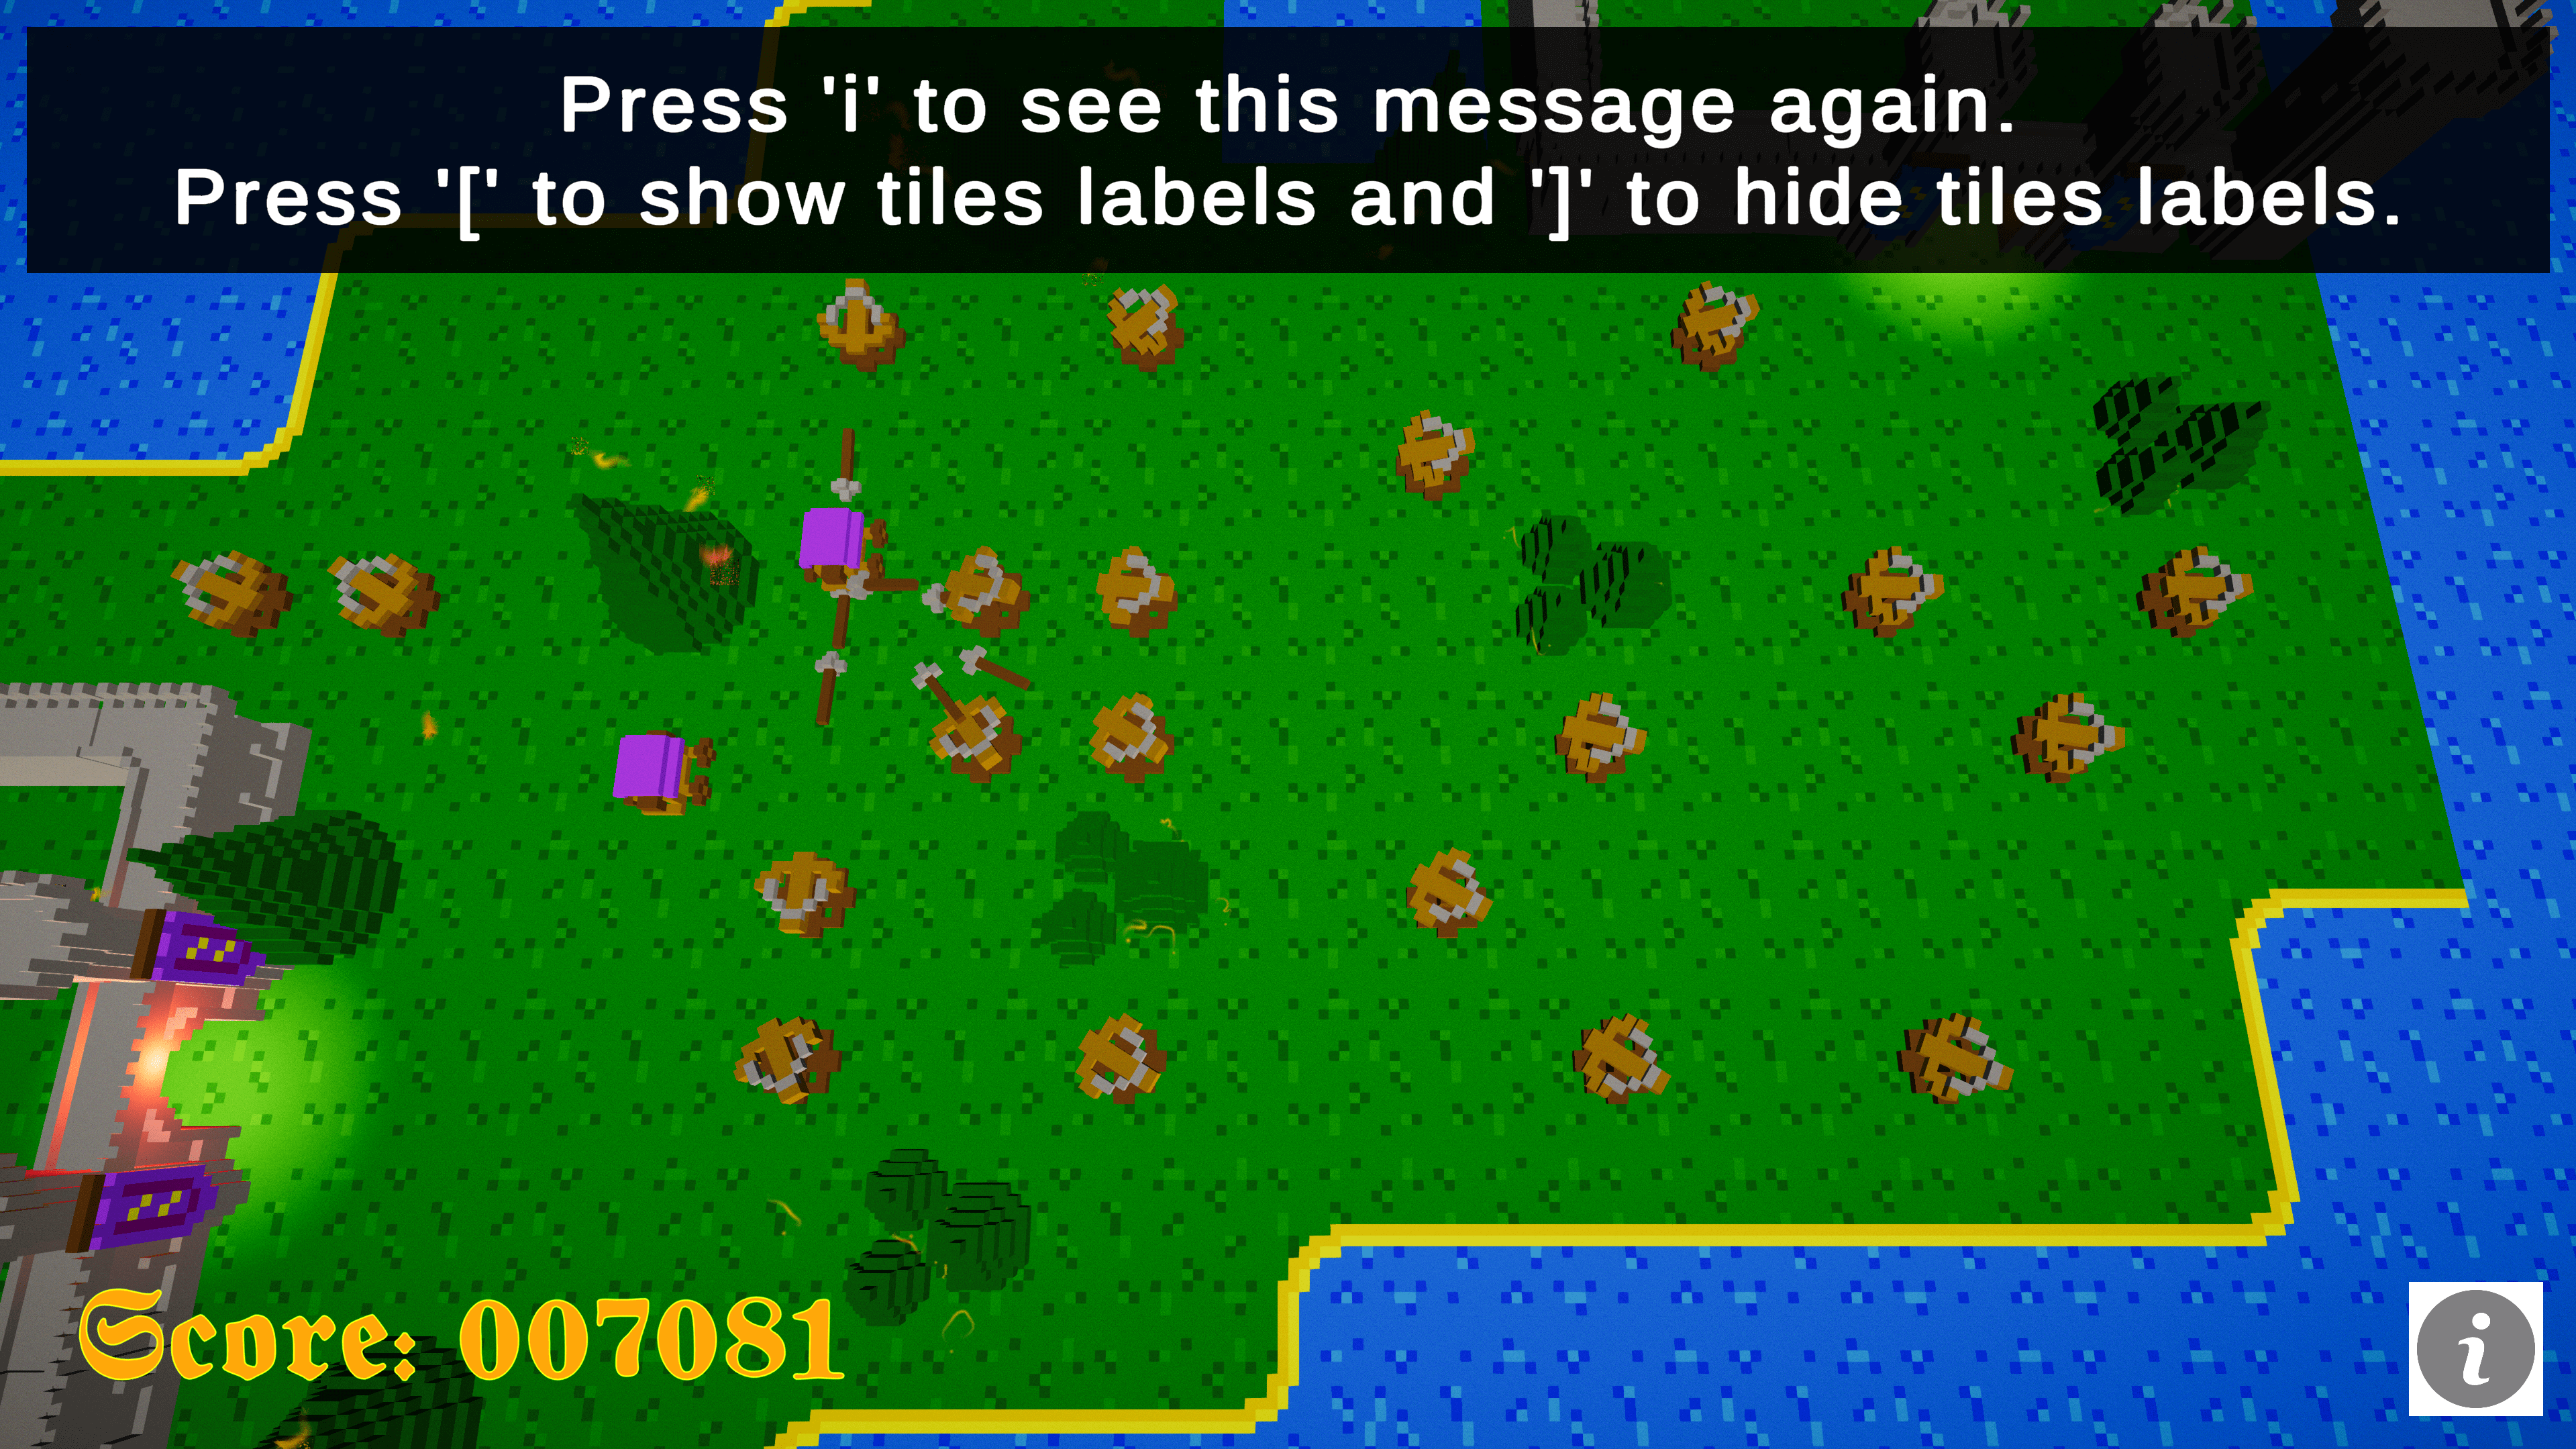 Press 'i' to see this message again.
Press '[' to show tiles labels and ']' to hide tiles labels.
Score: 007081
i